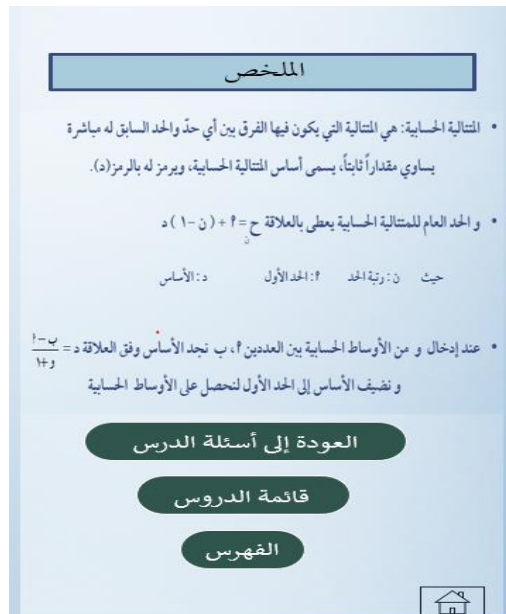 الملخص
• المتتالية الحسابية: هي المتتالية التي يكون فيها الفرق بين أي حدّ والحد السابق له مباشرة
يساوي مقداراً ثابتاً، يسمى أساس المتتالية الحسابية، ويرمز له بالرمز(د).
• و الحد العام للمتتالية الحسابية يعطى بالعلاقة ح ن = أ + ( ن - ١ ) د
حيث ن : رتبة الحد أ: الحد الأول د : الأساس
• عند إدخال و من الأوساط الحسابية بين العددين أ، ب نجد الأساس وفق العلاقة د = (ب - أ) / (و + ١)
و نضيف الأساس إلى الحد الأول لنحصل على الأوساط الحسابية
العودة إلى أسئلة الدرس
قائمة الدروس
الفهرس